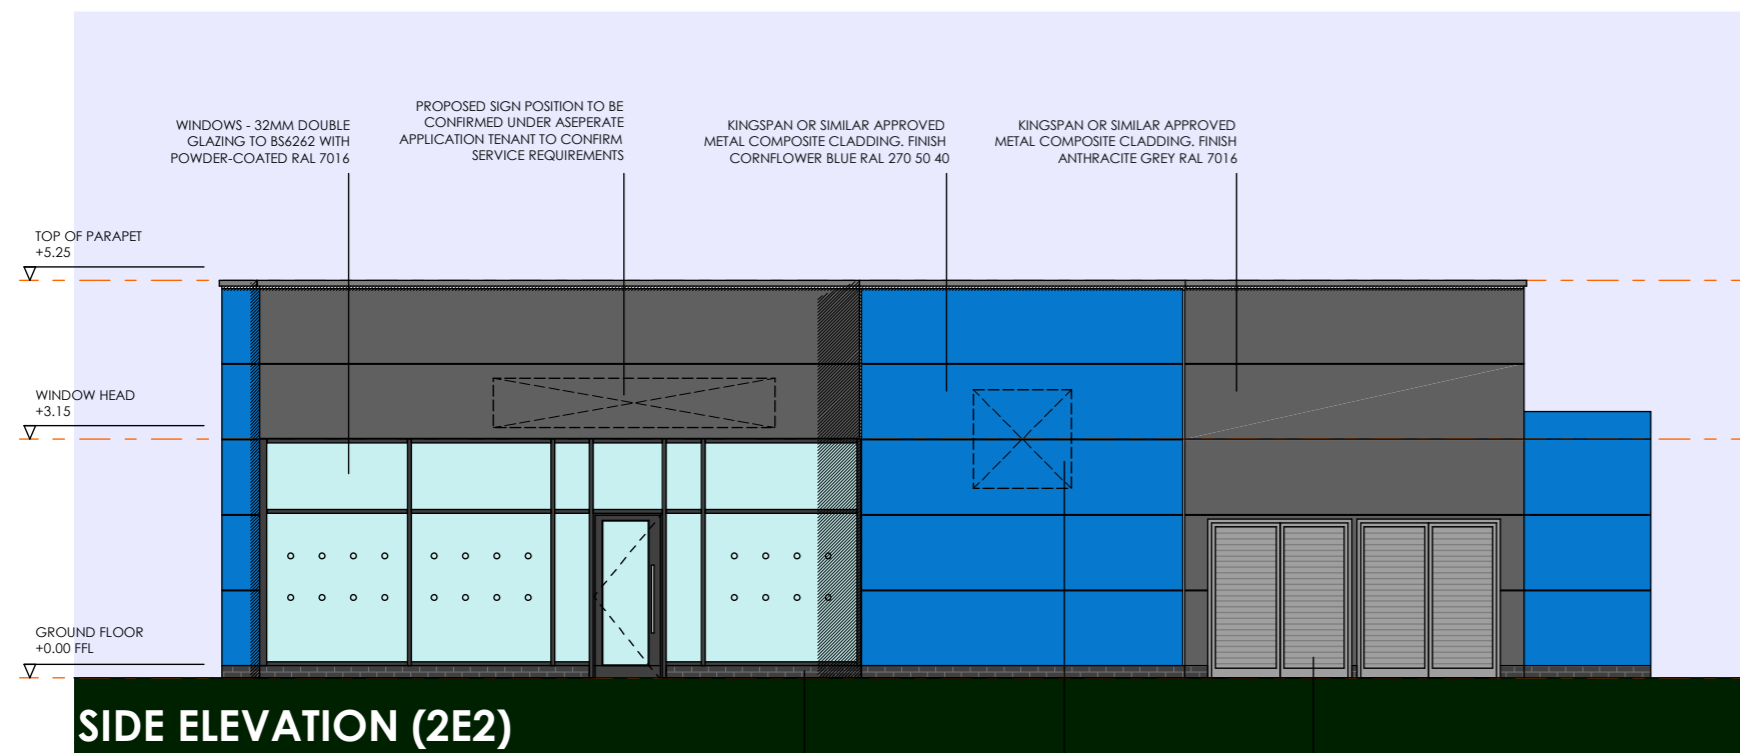 WINDOWS - 32MM DOUBLE
GLAZING TO BS6262 WITH
POWDER-COATED RAL 7016
PROPOSED SIGN POSITION TO BE
CONFIRMED UNDER ASEPERATE
APPLICATION TENANT TO CONFIRM
SERVICE REQUIREMENTS
KINGSPAN OR SIMILAR APPROVED
METAL COMPOSITE CLADDING. FINISH
CORNFLOWER BLUE RAL 270 50 40
KINGSPAN OR SIMILAR APPROVED
METAL COMPOSITE CLADDING. FINISH
ANTHRACITE GREY RAL 7016
TOP OF PARAPET
+5.25
WINDOW HEAD
+3.15
GROUND FLOOR
+0.00 FFL
SIDE ELEVATION (2E2)